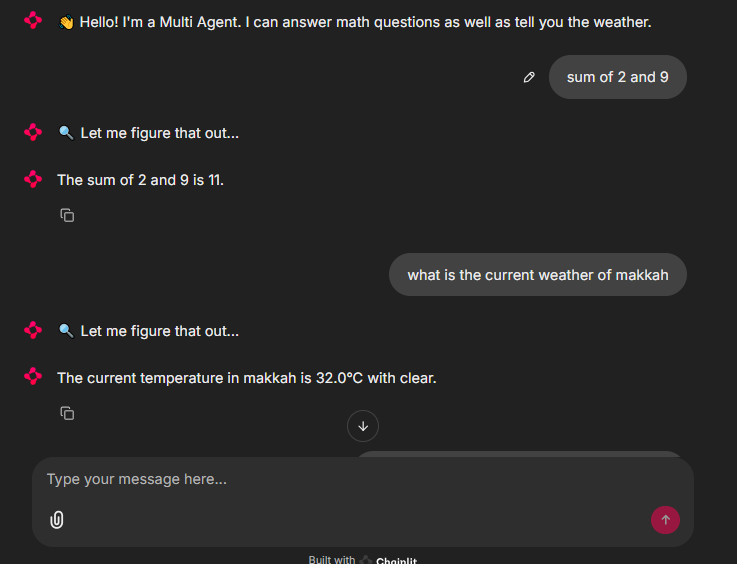 👋 Hello! I'm a Multi Agent. I can answer math questions as well as tell you the weather.
sum of 2 and 9
🔍 Let me figure that out...
The sum of 2 and 9 is 11.
what is the current weather of makkah
🔍 Let me figure that out...
The current temperature in makkah is 32.0°C with clear.
Type your message here...
Built with Chainlit